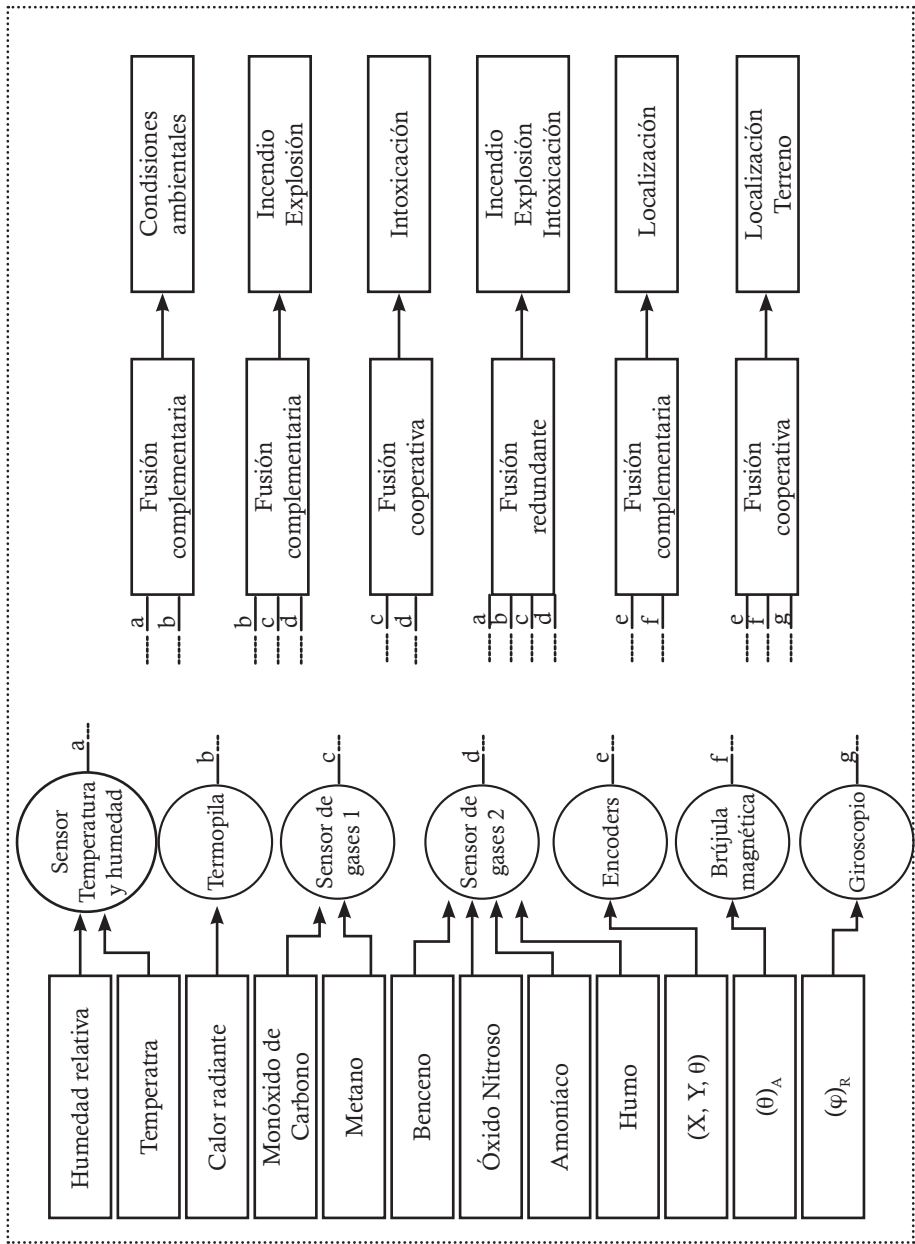 Humedad relativa
Temperatra
Calor radiante
Monóxido de
Carbono
Metano
Benceno
Óxido Nitroso
Amoníaco
Humo
(X, Y, θ)
(θ)A
(φ)R
Sensor
Temperatura
y humedad
a
Termopila
b
Sensor de
gases 1
c
Sensor de
gases 2
d
Encoders
e
Brújula
magnética
f
Giroscopio
g
a
b
Fusión
complementaria
Condisiones
ambientales
b
c
d
Fusión
complementaria
Incendio
Explosión
c
d
Fusión
cooperativa
Intoxicación
a
b
c
d
Fusión
redundante
Incendio
Explosión
Intoxicación
e
f
Fusión
complementaria
Localización
e
f
g
Fusión
cooperativa
Localización
Terreno